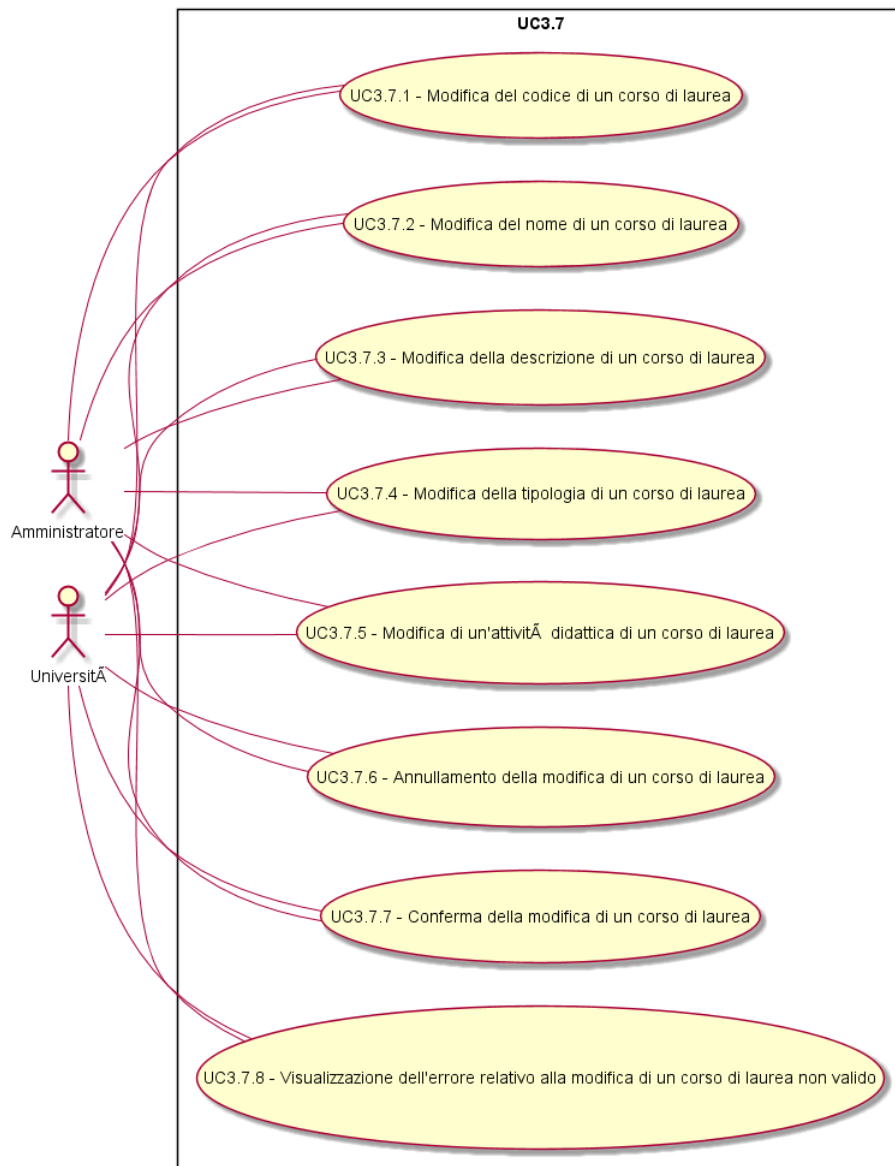 UC3.7
UC3.7.1 - Modifica del codice di un corso di laurea
UC3.7.2 - Modifica del nome di un corso di laurea
UC3.7.3 - Modifica della descrizione di un corso di laurea
UC3.7.4 - Modifica della tipologia di un corso di laurea
Amministratore
UC3.7.5 - Modifica di un'attivitÃ  didattica di un corso di laurea
UniversitÃ
UC3.7.6 - Annullamento della modifica di un corso di laurea
UC3.7.7 - Conferma della modifica di un corso di laurea
UC3.7.8 - Visualizzazione dell'errore relativo alla modifica di un corso di laurea non valido